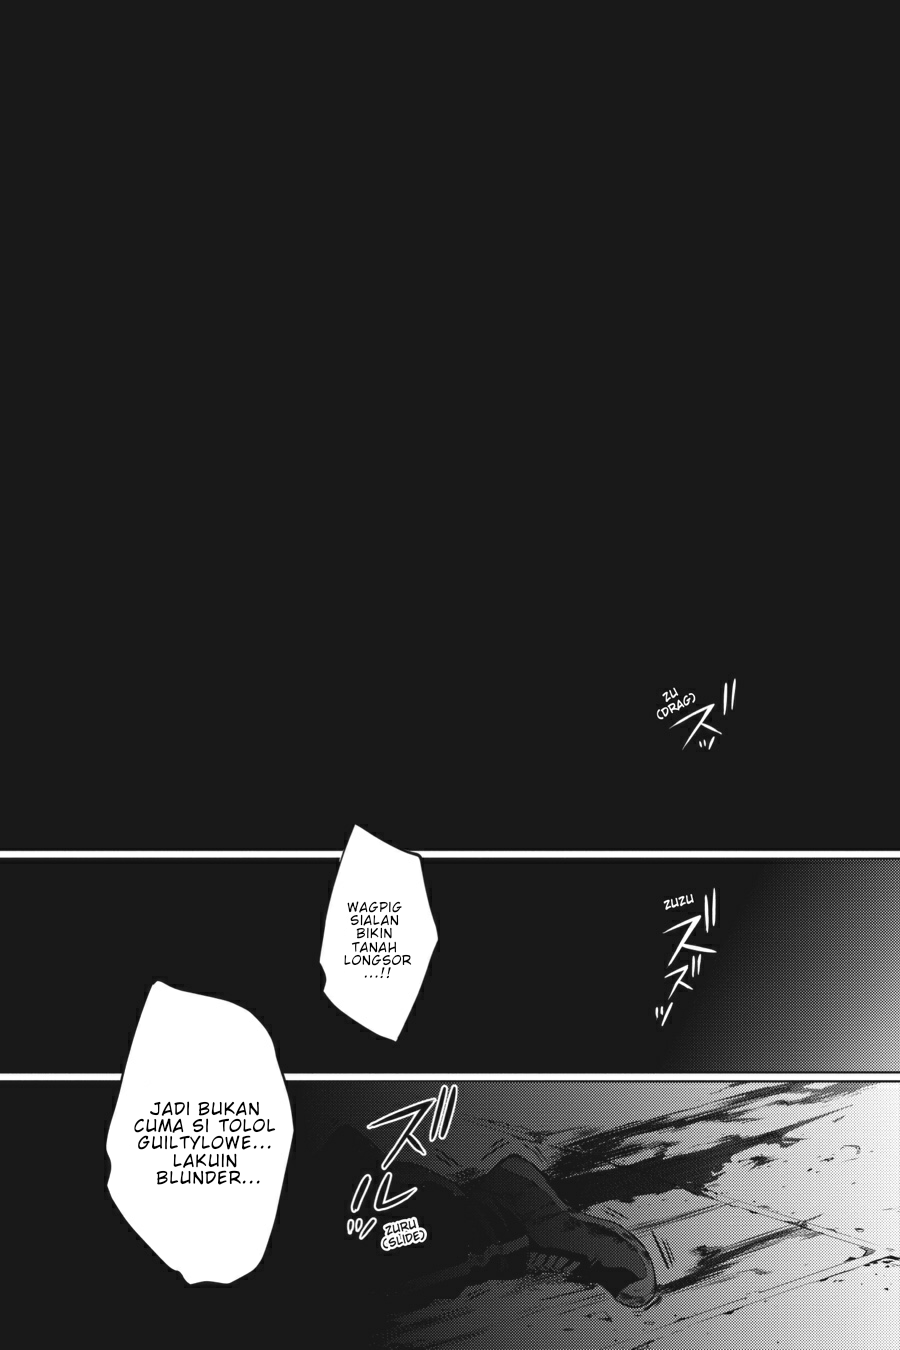 ZU
(DRAG)
ズッ
ZUZU
ズズッ
WAGPIG
SIALAN
BIKIN
TANAH
LONGSOR
...!!
ズルッ
ZURU
(SLIDE)
JADI BUKAN
CUMA SI TOLOL
GUILTYLOWE...
LAKUIN
BLUNDER...